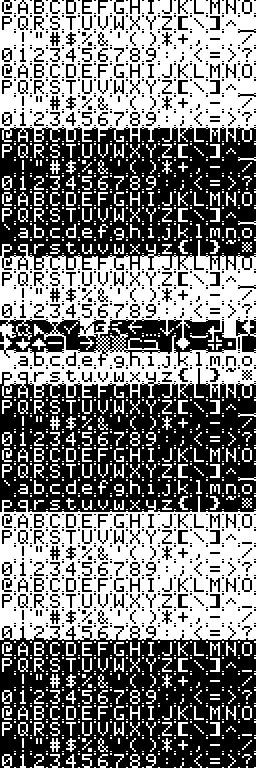 @ABCDEFGHIJKLMNO
PQRSTUVWXYZ[\]^_
!"#$%&'()*+,-./
0123456789:;<=>?
@ABCDEFGHIJKLMNO
PQRSTUVWXYZ[\]^_
!"#$%&'()*+,-./
0123456789:;<=>?
@ABCDEFGHIJKLMNO
PQRSTUVWXYZ[\]^_
!"#$%&'()*+,-./
0123456789:;<=>?
@ABCDEFGHIJKLMNO
PQRSTUVWXYZ[\]^_
`abcdefghijklmno
pqrstuvwxyz{|}~▒
@ABCDEFGHIJKLMNO
PQRSTUVWXYZ[\]^_
!"#$%&'()*+,-./
0123456789:;<=>?
`abcdefghijklmno
pqrstuvwxyz{|}~▒
@ABCDEFGHIJKLMNO
PQRSTUVWXYZ[\]^_
!"#$%&'()*+,-./
0123456789:;<=>?
@ABCDEFGHIJKLMNO
PQRSTUVWXYZ[\]^_
`abcdefghijklmno
pqrstuvwxyz{|}~▒
@ABCDEFGHIJKLMNO
PQRSTUVWXYZ[\]^_
!"#$%&'()*+,-./
0123456789:;<=>?
@ABCDEFGHIJKLMNO
PQRSTUVWXYZ[\]^_
!"#$%&'()*+,-./
0123456789:;<=>?
@ABCDEFGHIJKLMNO
PQRSTUVWXYZ[\]^_
!"#$%&'()*+,-./
0123456789:;<=>?
@ABCDEFGHIJKLMNO
PQRSTUVWXYZ[\]^_
!"#$%&'()*+,-./
0123456789:;<=>?